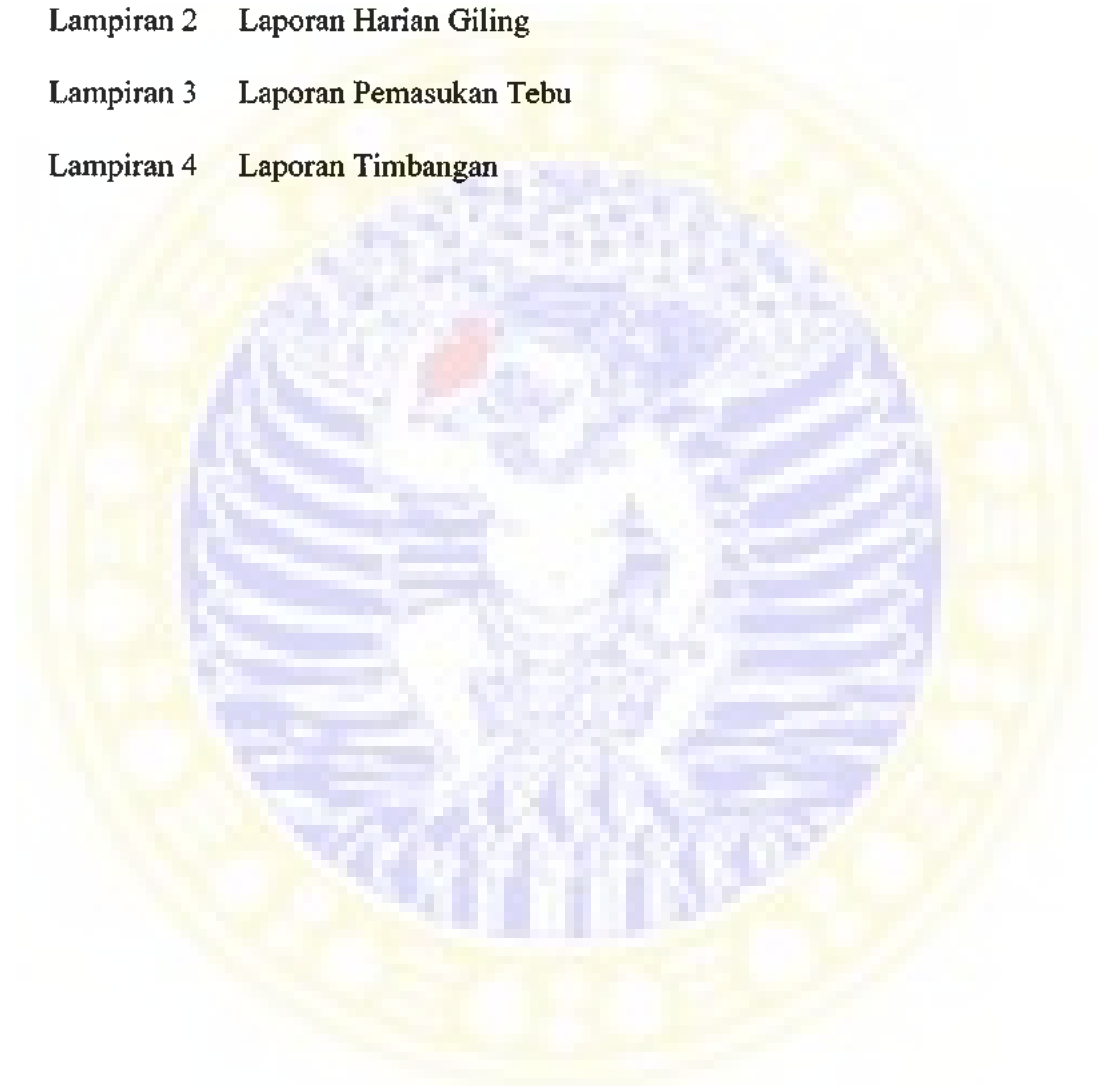 Lampiran 2 Laporan Harian Giling
Lampiran 3 Laporan Pemasukan Tebu
Lampiran 4 Laporan Timbangan